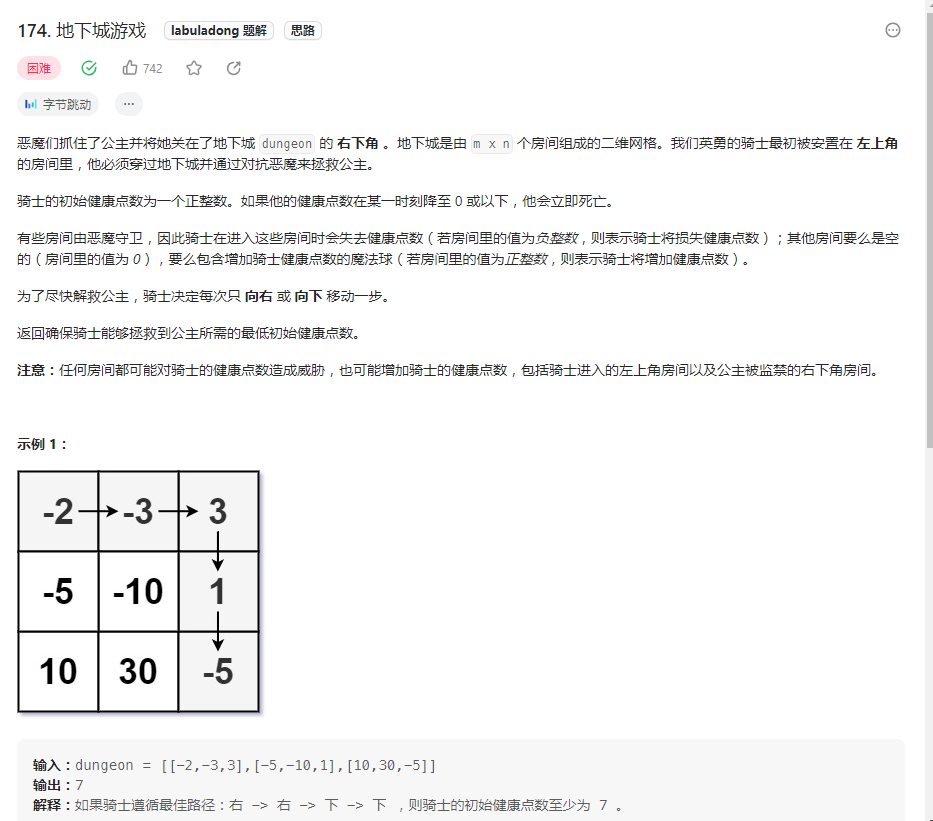 174. 地下城游戏 labuladong 题解 思路
困难 742
字节跳动 ...
恶魔们抓住了公主并将她关在了地下城 dungeon 的 右下角 。地下城是由 m x n 个房间组成的二维网格。我们英勇的骑士最初被安置在 左上角
的房间里，他必须穿过地下城并通过对抗恶魔来拯救公主。
骑士的初始健康点数为一个正整数。如果他的健康点数在某一时刻降至 0 或以下，他会立即死亡。
有些房间由恶魔守卫，因此骑士在进入这些房间时会失去健康点数（若房间里的值为负整数，则表示骑士将损失健康点数）；其他房间要么是空
的（房间里的值为 0），要么包含增加骑士健康点数的魔法球（若房间里的值为正整数，则表示骑士将增加健康点数）。
为了尽快解救公主，骑士决定每次只 向右 或 向下 移动一步。
返回确保骑士能够拯救到公主所需的最低初始健康点数。
注意：任何房间都可能对骑士的健康点数造成威胁，也可能增加骑士的健康点数，包括骑士进入的左上角房间以及公主被监禁的右下角房间。
示例 1：
-2 -3 3
-5 -10 1
10 30 -5
输入：dungeon = [[-2,-3,3],[-5,-10,1],[10,30,-5]]
输出：7
解释：如果骑士遵循最佳路径：右 -> 右 -> 下 -> 下 ，则骑士的初始健康点数至少为 7 。